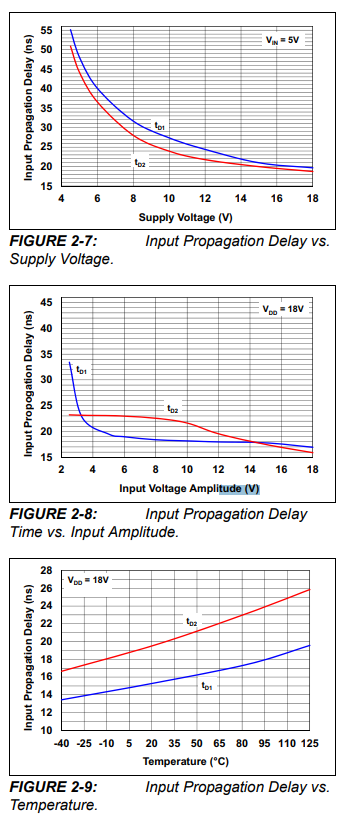 55
50
45
40
35
30
25
20
15
Input Propagation Delay (ns)
VIN = 5V
tD1
tD2
4 6 8 10 12 14 16 18
Supply Voltage (V)
FIGURE 2-7: Input Propagation Delay vs.
Supply Voltage.
45
40
35
30
25
20
15
Input Propogation Delay (ns)
VDD = 18V
tD1
tD2
2 4 6 8 10 12 14 16 18
Input Voltage Amplitude (V)
FIGURE 2-8: Input Propagation Delay
Time vs. Input Amplitude.
28
26
24
22
20
18
16
14
12
10
Input Propagation Delay (ns)
VDD = 18V
tD2
tD1
-40 -25 -10 5 20 35 50 65 80 95 110 125
Temperature (°C)
FIGURE 2-9: Input Propagation Delay vs.
Temperature.